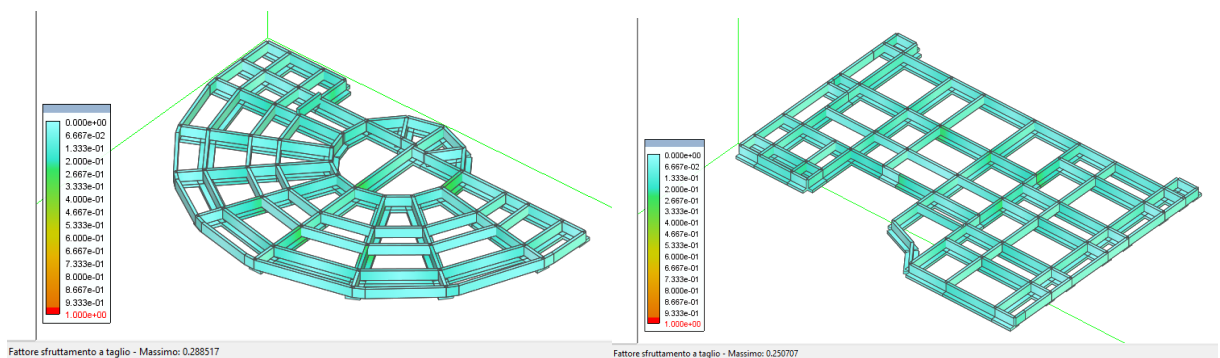 0.000e+00
6.667e-02
1.333e-01
2.000e-01
2.667e-01
3.333e-01
4.000e-01
4.667e-01
5.333e-01
6.000e-01
6.667e-01
7.333e-01
8.000e-01
8.667e-01
9.333e-01
1.000e+00
Fattore sfruttamento a taglio - Massimo: 0.288517
0.000e+00
6.667e-02
1.333e-01
2.000e-01
2.667e-01
3.333e-01
4.000e-01
4.667e-01
5.333e-01
6.000e-01
6.667e-01
7.333e-01
8.000e-01
8.667e-01
9.333e-01
1.000e+00
Fattore sfruttamento a taglio - Massimo: 0.250707